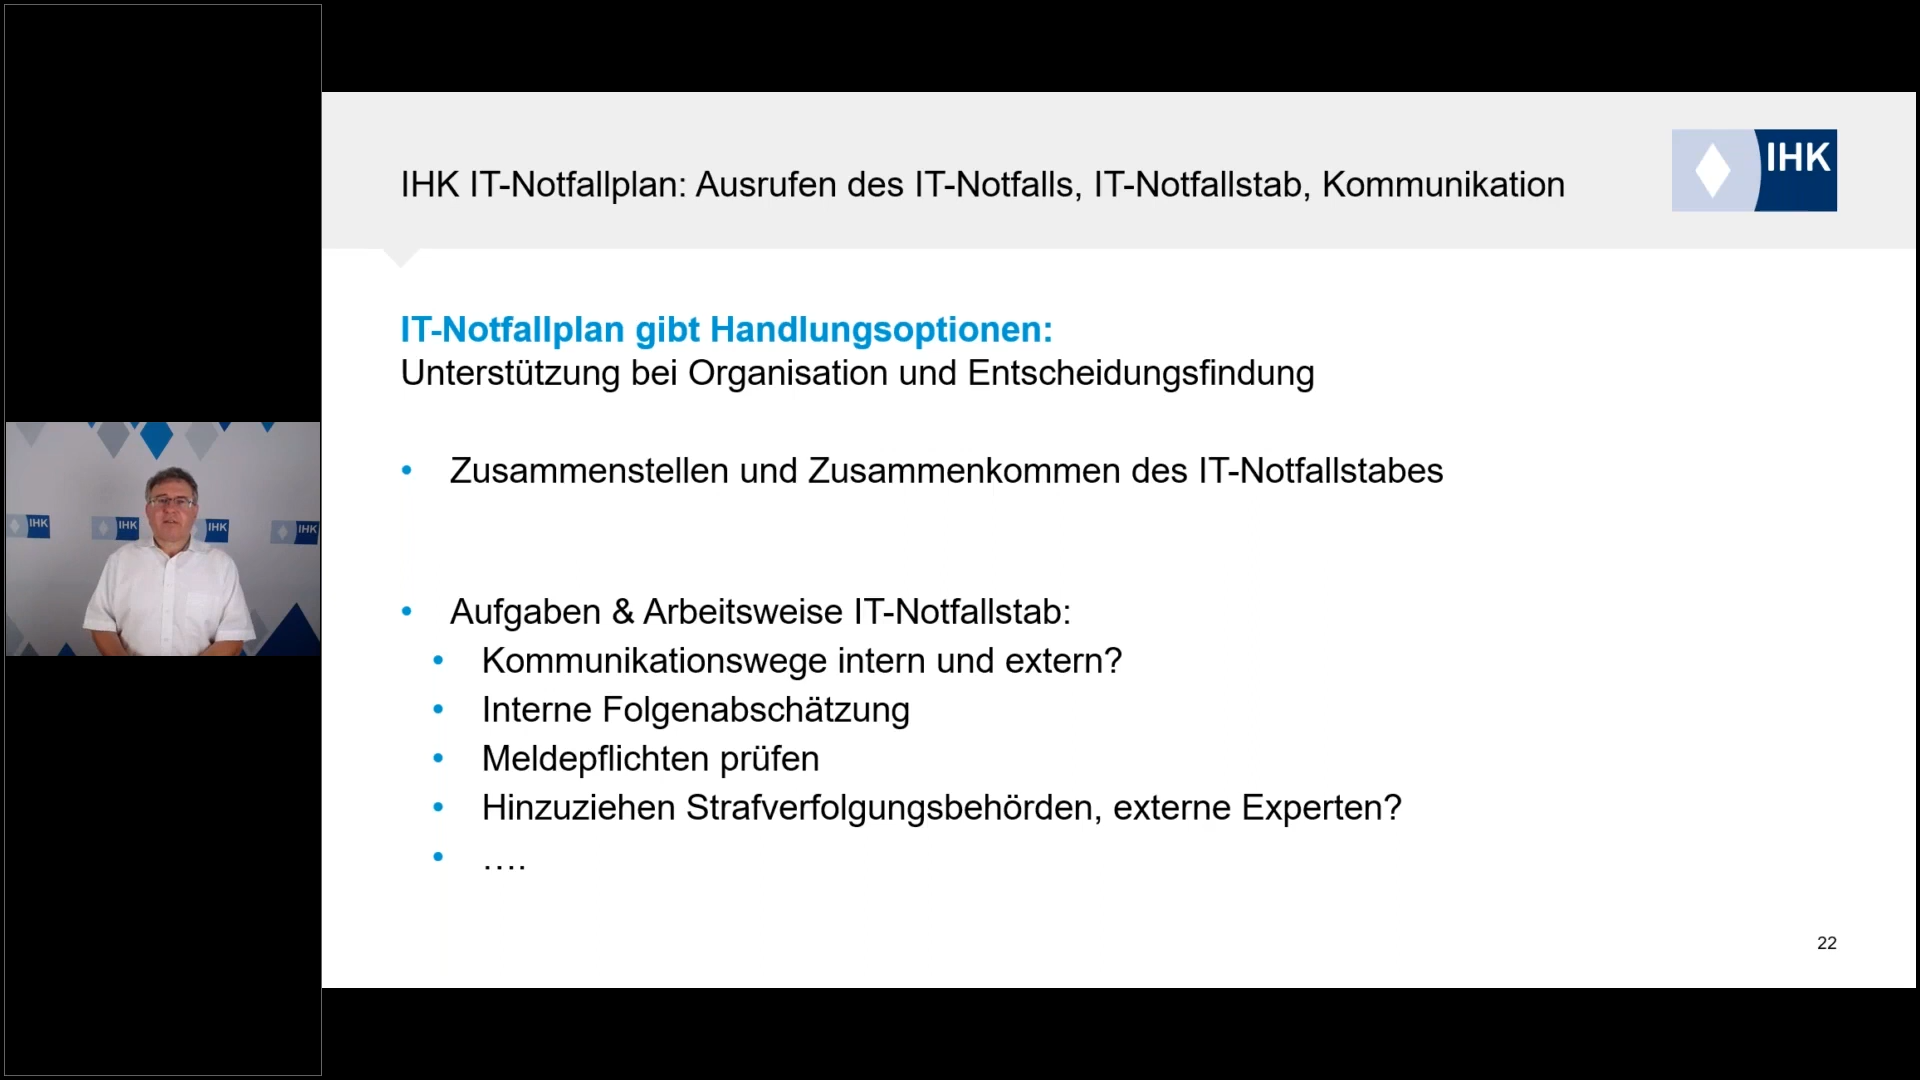 IHK IT-Notfallplan: Ausrufen des IT-Notfalls, IT-Notfallstab, Kommunikation
IHK
IT-Notfallplan gibt Handlungsoptionen:
Unterstützung bei Organisation und Entscheidungsfindung
• Zusammenstellen und Zusammenkommen des IT-Notfallstabes
• Aufgaben & Arbeitsweise IT-Notfallstab:
• Kommunikationswege intern und extern?
• Interne Folgenabschätzung
• Meldepflichten prüfen
• Hinzuziehen Strafverfolgungsbehörden, externe Experten?
• ....
22
IHK
IHK
IHK
IHK